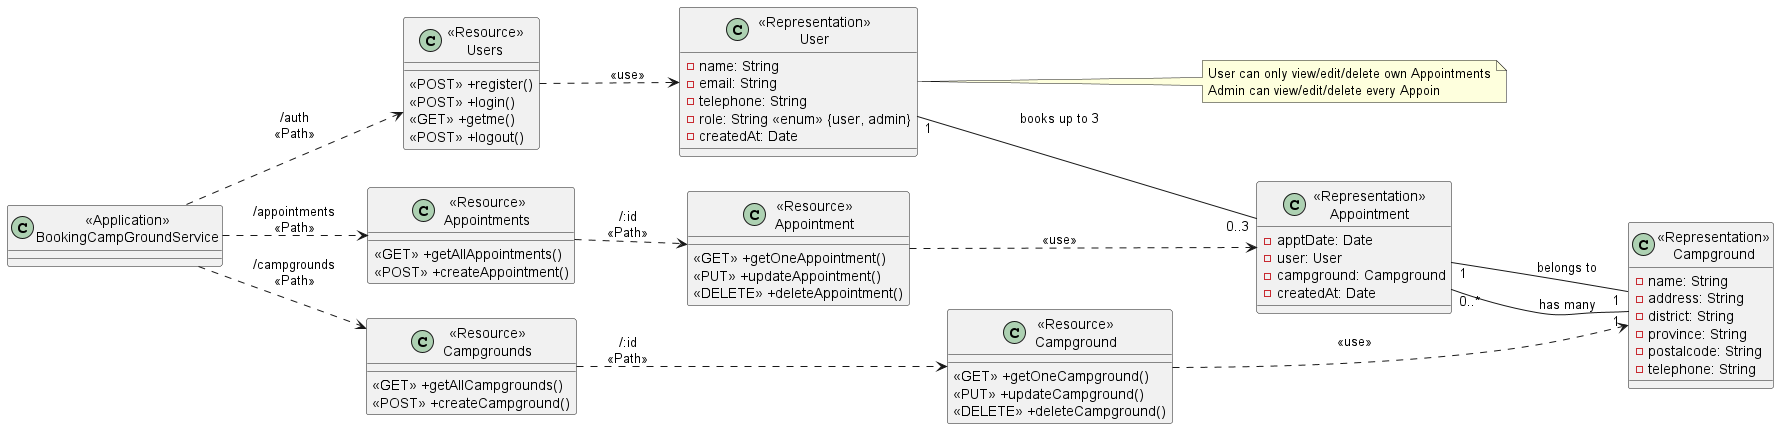 «Application»
BookingCampGroundService
/auth
«Path»
/appointments
«Path»
/campgrounds
«Path»
«Resource»
Users
«POST» +register()
«POST» +login()
«GET» +getme()
«POST» +logout()
«use»
«Resource»
Appointments
«GET» +getAllAppointments()
«POST» +createAppointment()
/:id
«Path»
«Resource»
Campgrounds
«GET» +getAllCampgrounds()
«POST» +createCampground()
/:id
«Path»
«Representation»
User
name: String
email: String
telephone: String
role: String «enum» {user, admin}
createdAt: Date
User can only view/edit/delete own Appointments
Admin can view/edit/delete every Appoin
1
books up to 3
0..3
«Resource»
Appointment
«GET» +getOneAppointment()
«PUT» +updateAppointment()
«DELETE» +deleteAppointment()
«use»
«Resource»
Campground
«GET» +getOneCampground()
«PUT» +updateCampground()
«DELETE» +deleteCampground()
«use»
«Representation»
Appointment
apptDate: Date
user: User
campground: Campground
createdAt: Date
1
belongs to
1
0..*
has many
1
«Representation»
Campground
name: String
address: String
district: String
province: String
postalcode: String
telephone: String